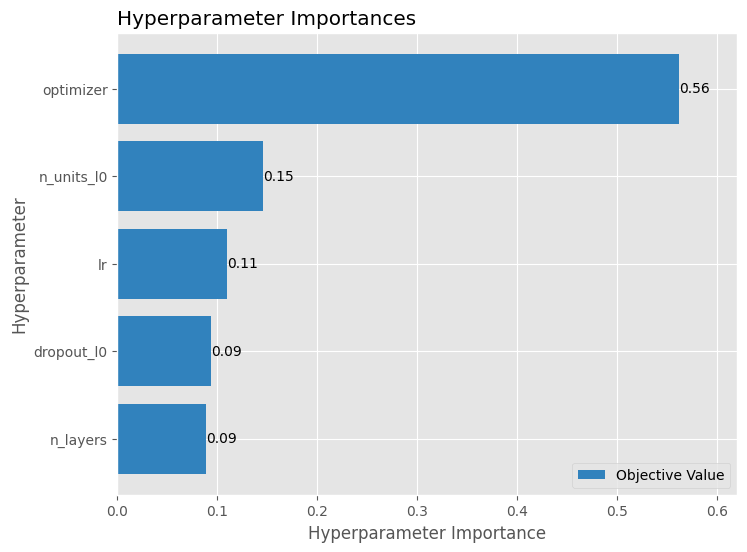 Hyperparameter Importances
Hyperparameter
optimizer
0.56
n_units_l0
0.15
lr
0.11
dropout_l0
0.09
n_layers
0.09
Objective Value
0.0 0.1 0.2 0.3 0.4 0.5 0.6
Hyperparameter Importance